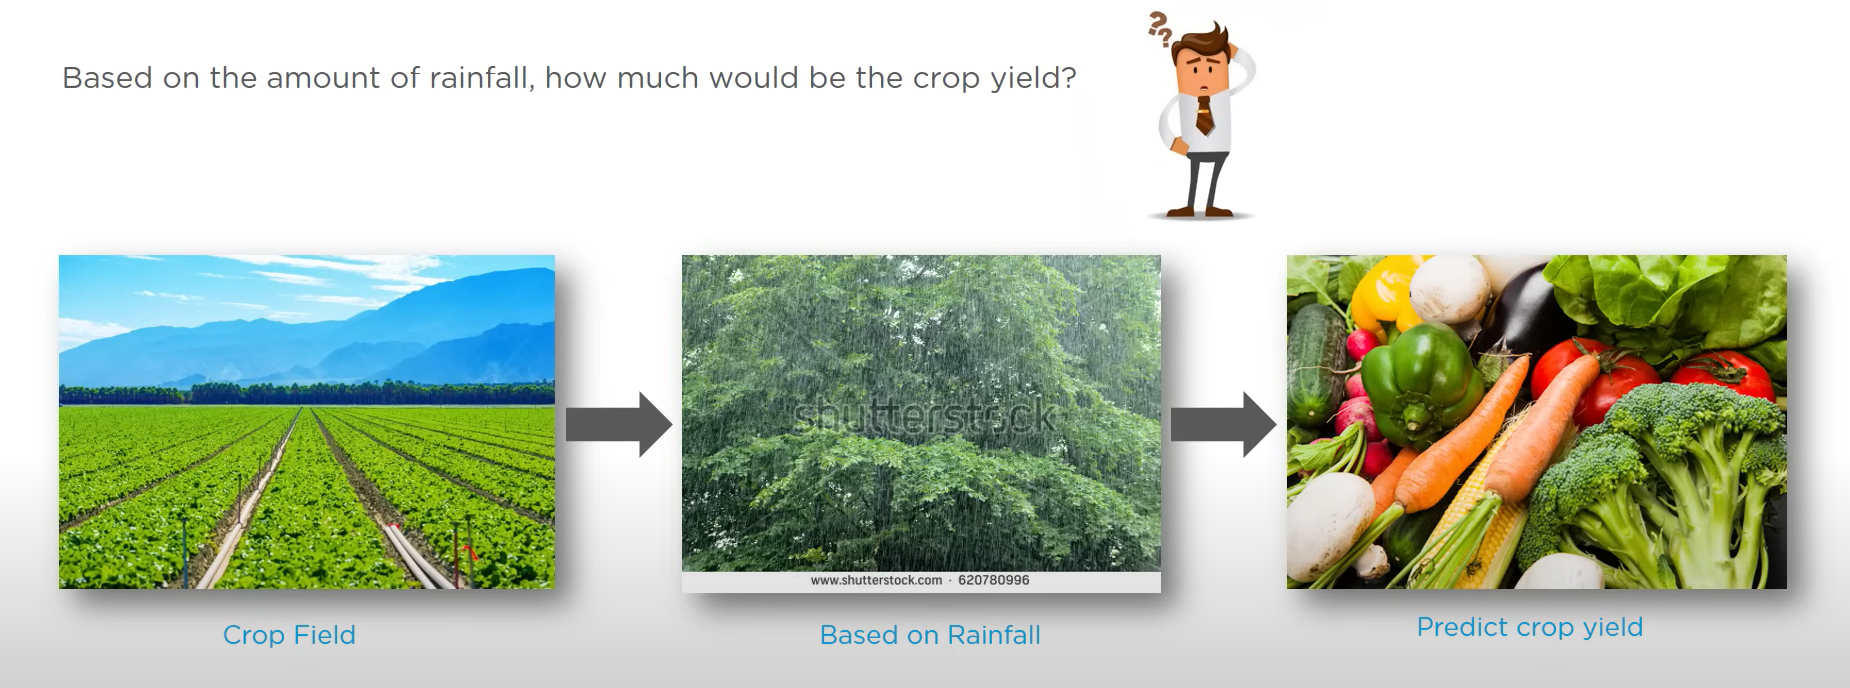 ??
Based on the amount of rainfall, how much would be the crop yield?
shutterstock
www.shutterstock.com · 620780996
Crop Field
Based on Rainfall
Predict crop yield